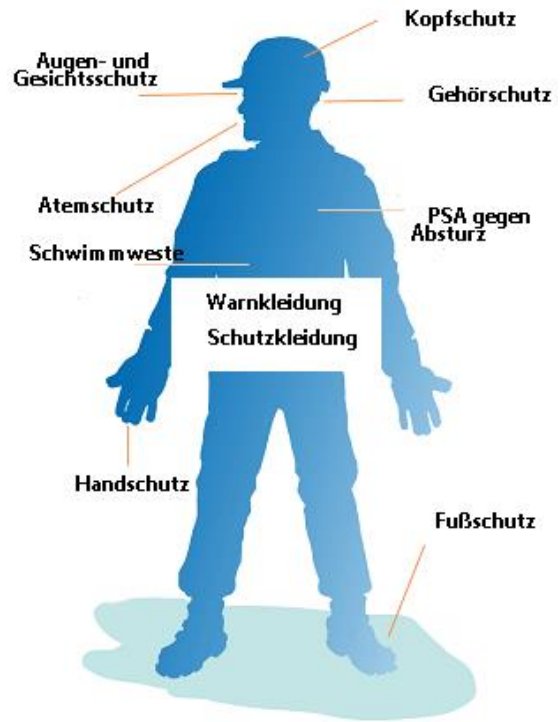 Kopfschutz
Augen- und
Gesichtsschutz
Gehörschutz
Atemschutz
PSA gegen
Absturz
Schwimmweste
Warnkleidung
Schutzkleidung
Handschutz
Fußschutz